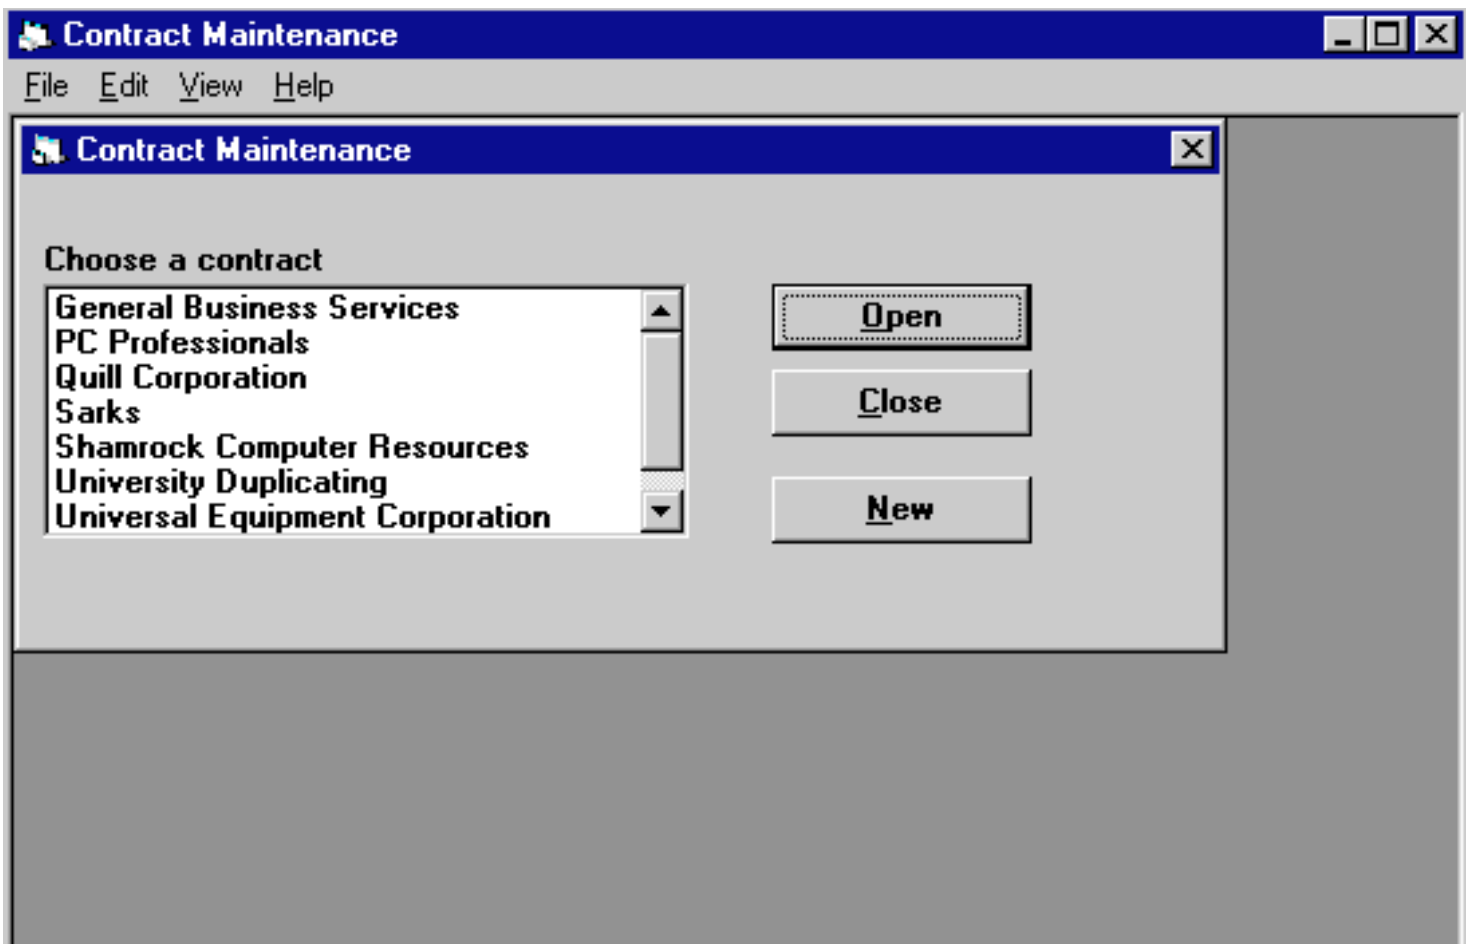 Contract Maintenance
File Edit View Help
Contract Maintenance
Choose a contract
General Business Services
PC Professionals
Quill Corporation
Sarks
Shamrock Computer Resources
University Duplicating
Universal Equipment Corporation
Open
Close
New